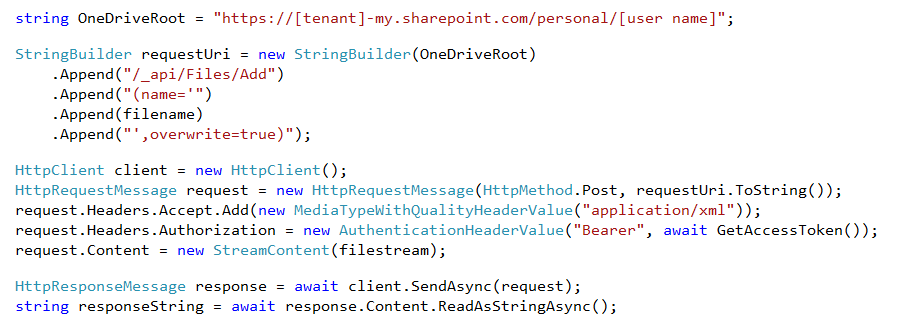 string OneDriveRoot = "https://[tenant]-my.sharepoint.com/personal/[user name]";
StringBuilder requestUri = new StringBuilder(OneDriveRoot)
.Append("/_api/Files/Add")
.Append("(name='")
.Append(filename)
.Append("',overwrite=true)");
HttpClient client = new HttpClient();
HttpRequestMessage request = new HttpRequestMessage(HttpMethod.Post, requestUri.ToString());
request.Headers.Accept.Add(new MediaTypeWithQualityHeaderValue("application/xml"));
request.Headers.Authorization = new AuthenticationHeaderValue("Bearer", await GetAccessToken());
request.Content = new StreamContent(filestream);
HttpResponseMessage response = await client.SendAsync(request);
string responseString = await response.Content.ReadAsStringAsync();